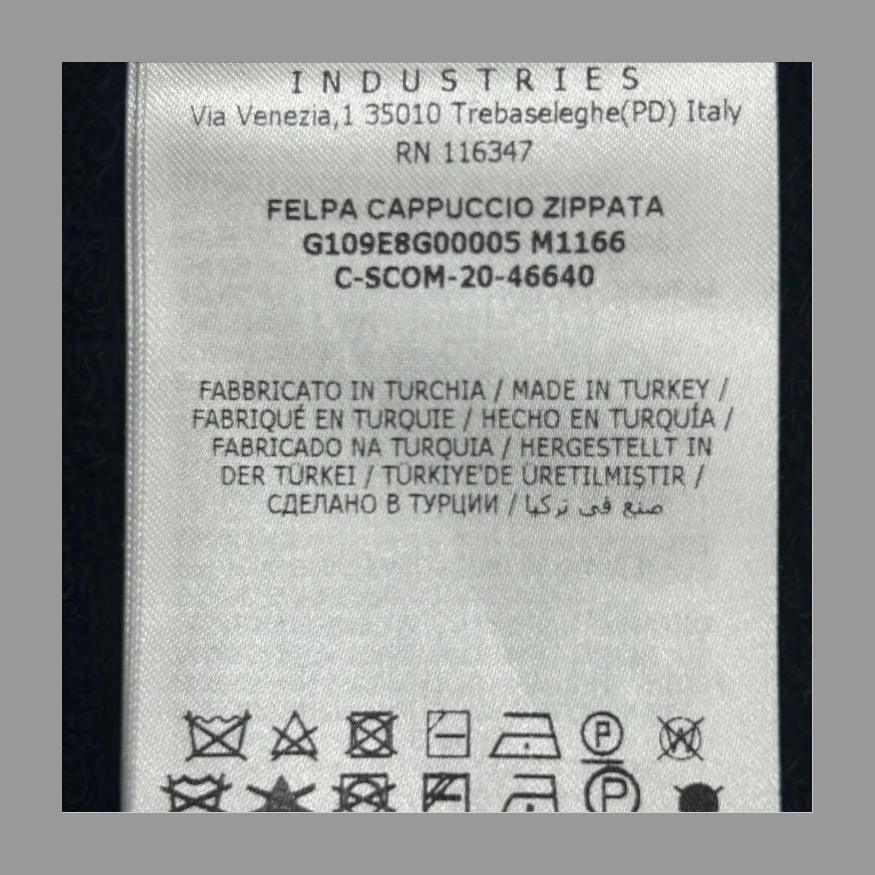 INDUSTRIES
Via Venezia,1 35010 Trebaseleghe(PD) Italy
RN 116347
FELPA CAPPUCCIO ZIPPATA
G109E8G00005 M1166
C-SCOM-20-46640
FABBRICATO IN TURCHIA / MADE IN TURKEY /
FABRIQUÉ EN TURQUIE / HECHO EN TURQUÍA /
FABRICADO NA TURQUIA / HERGESTELLT IN
DER TÜRKEI / TÜRKIYE'DE ÜRETILMIŞTIR /
СДЕЛАНО В ТУРЦИИ / صنع فى تركيا
P W
P